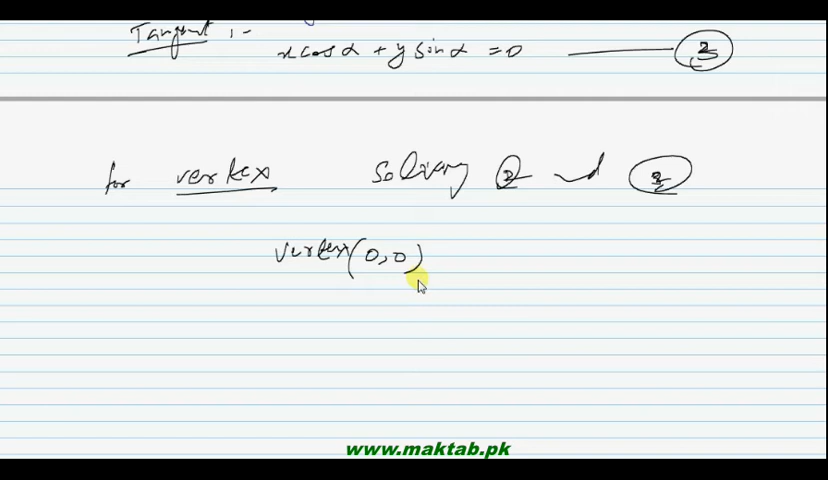 Tangent :-
x cos α + y sin α = 0 ——— 3
for vertex solving 2 and 3
vertex (0,0)
www.maktab.pk